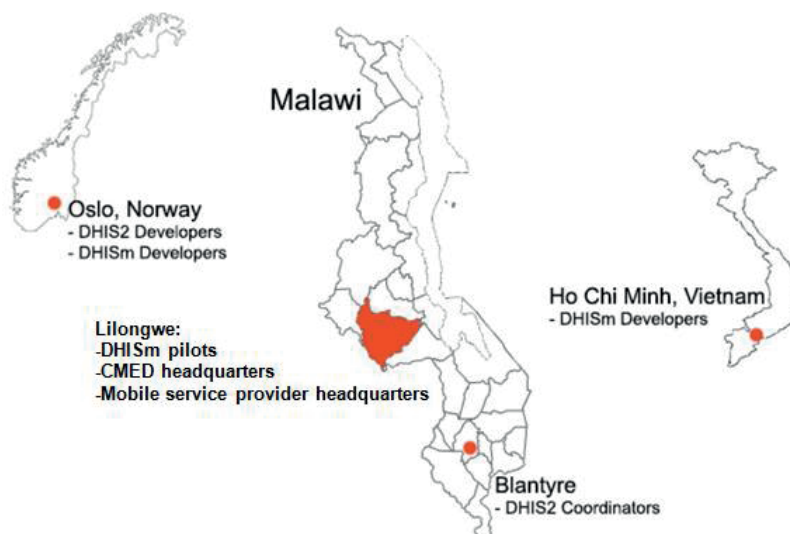 Malawi
Oslo, Norway
- DHIS2 Developers
- DHISm Developers
Ho Chi Minh, Vietnam
- DHISm Developers
Lilongwe:
-DHISm pilots
-CMED headquarters
-Mobile service provider headquarters
Blantyre
- DHIS2 Coordinators